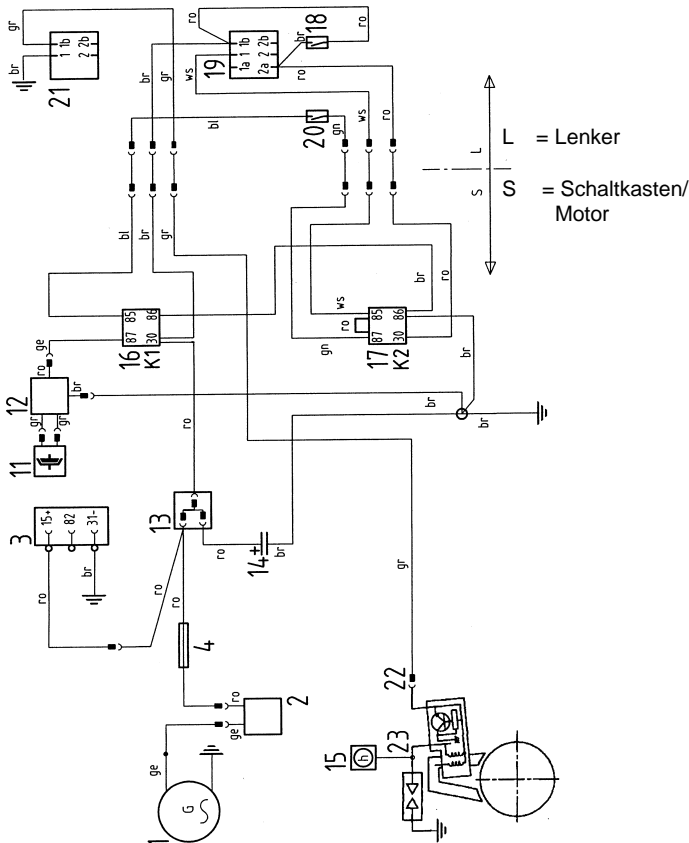 gr
br
21
1 1b
2 2b
ro
18
br
19
1b
1 2b
1a 2
2a
ro
ws
br
gr
20
bl
gn
ws
ro
L
S
L = Lenker
S = Schaltkasten/
Motor
bl
br
gr
br
ro
ws
ro
gn
85
87
86
30
16
K1
85
87
86
30
17
K2
br
ge
ro
12
br
gr
gr
11
ro
br
br
13
3
15+
82
31-
ro
br
ro
ro
14+
br
ro
4
ro
ge
2
ge
G
1
gr
22
23
15
h